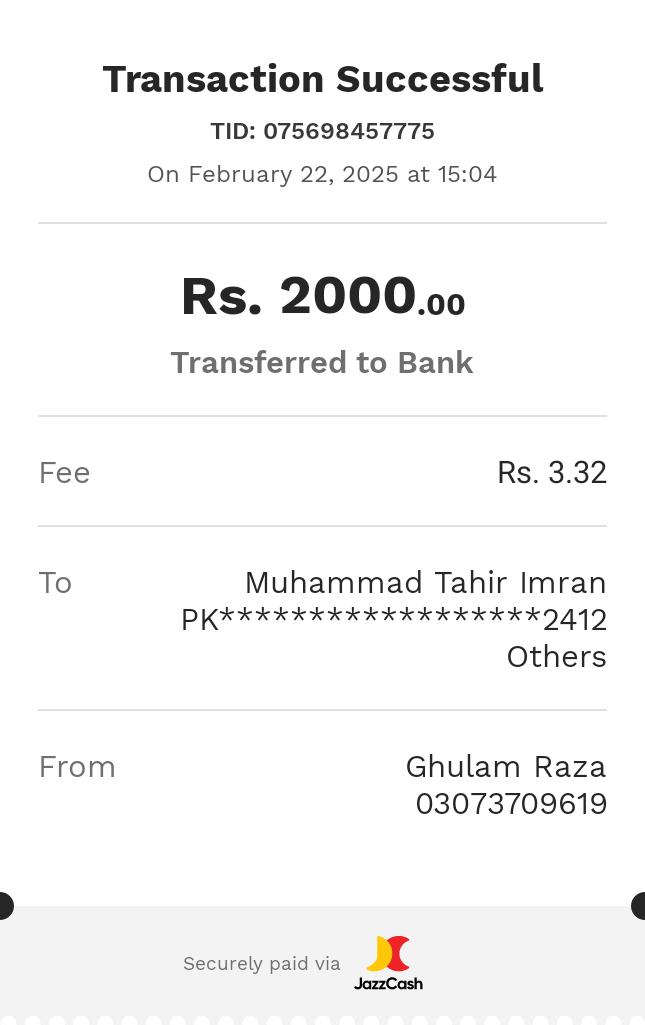 Transaction Successful
TID: 075698457775
On February 22, 2025 at 15:04
Rs. 2000.00
Transferred to Bank
Fee Rs. 3.32
To Muhammad Tahir Imran
PK******************2412
Others
From Ghulam Raza
03073709619
Securely paid via JazzCash